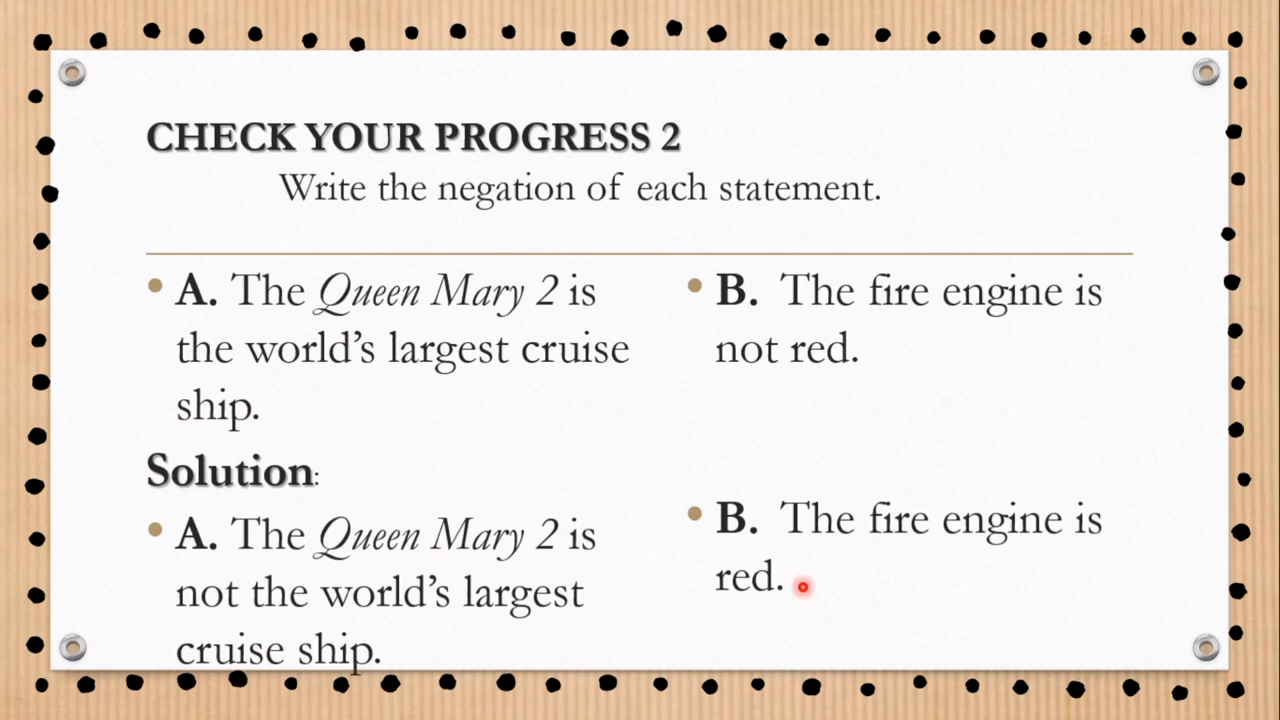 CHECK YOUR PROGRESS 2
Write the negation of each statement.
• A. The Queen Mary 2 is
the world’s largest cruise
ship.
Solution:
• A. The Queen Mary 2 is
not the world’s largest
cruise ship.
• B. The fire engine is
not red.
• B. The fire engine is
red.